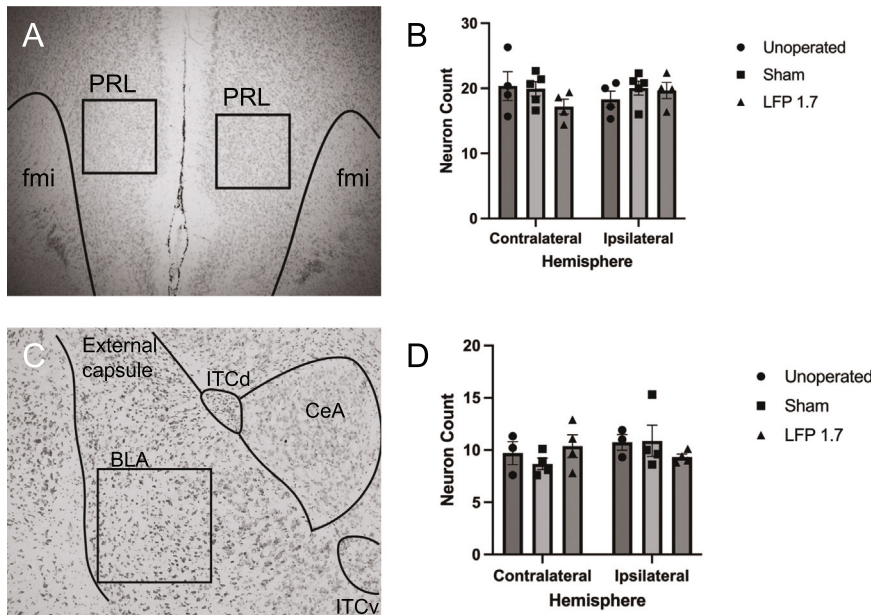 A
PRL
PRL
fmi
fmi
B
30
20
10
0
Neuron Count
Contralateral
Ipsilateral
Hemisphere
Unoperated
Sham
LFP 1.7
C
External
capsule
ITCd
CeA
BLA
ITCv
D
20
15
10
5
0
Neuron Count
Contralateral
Ipsilateral
Hemisphere
Unoperated
Sham
LFP 1.7